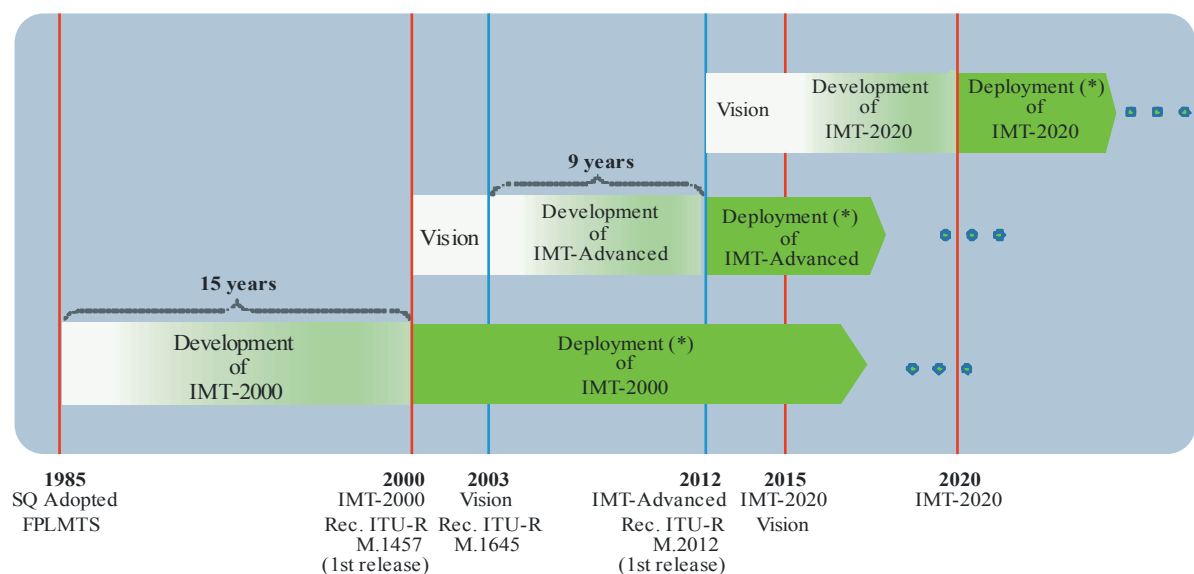 Vision
Development
of
IMT-2020
Deployment (*)
of
IMT-2020
9 years
Vision
Development
of
IMT-Advanced
Deployment (*)
of
IMT-Advanced
15 years
Development
of
IMT-2000
Deployment (*)
of
IMT-2000
1985
SQ Adopted
FPLMTS
2000
IMT-2000
Rec. ITU-R
M.1457
(1st release)
2003
Vision
Rec. ITU-R
M.1645
2012
IMT-Advanced
Rec. ITU-R
M.2012
(1st release)
2015
IMT-2020
Vision
2020
IMT-2020